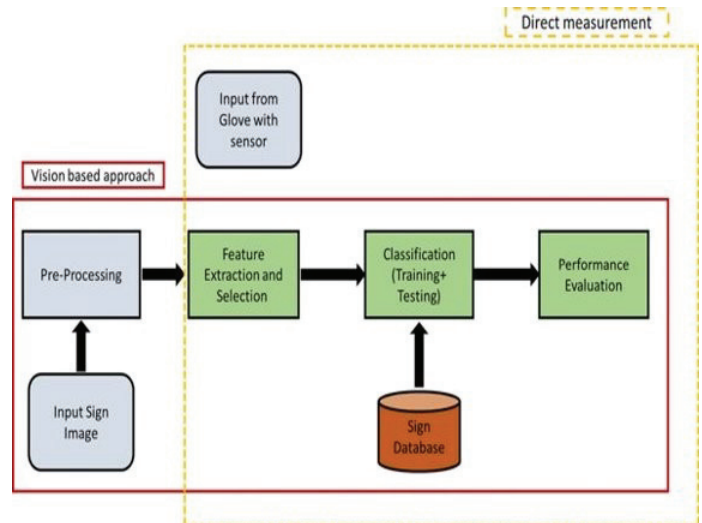 Direct measurement
Input from
Glove with
sensor
Vision based approach
Pre-Processing
Feature
Extraction and
Selection
Classification
(Training+
Testing)
Performance
Evaluation
Input Sign
Image
Sign
Database